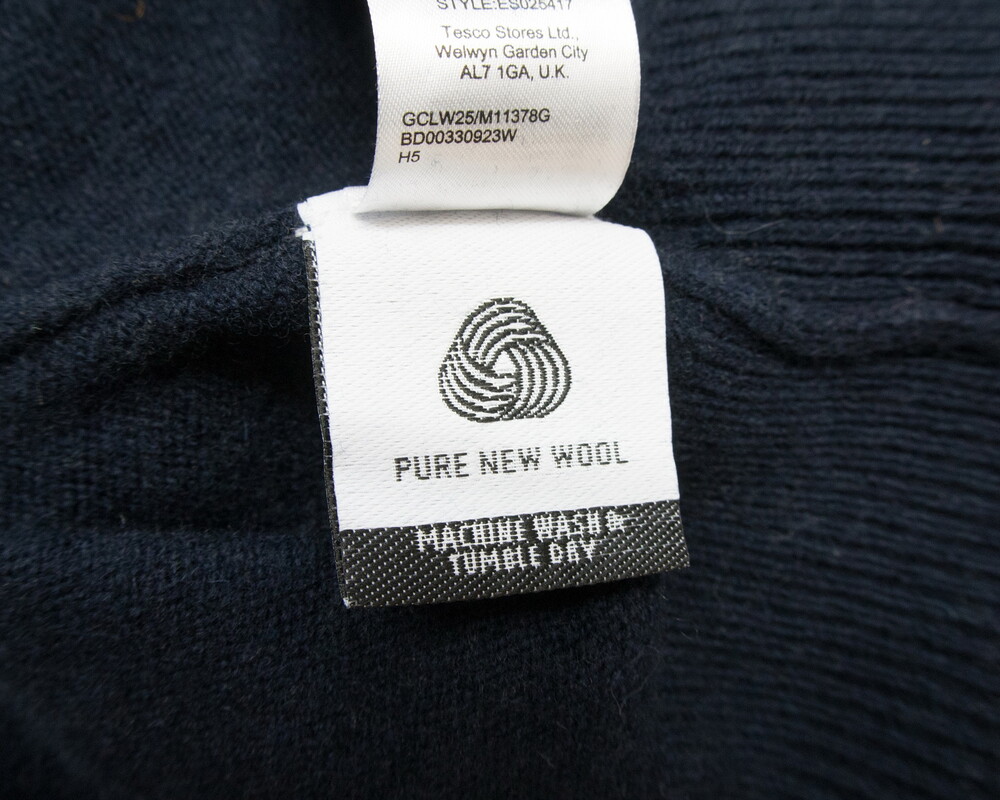 STYLE:ES026417
Tesco Stores Ltd.,
Welwyn Garden City
AL7 1GA, U.K.
GCLW25/M11378G
BD00330923W
H5
PURE NEW WOOL
MACHINE WASH &
TUMBLE DRY